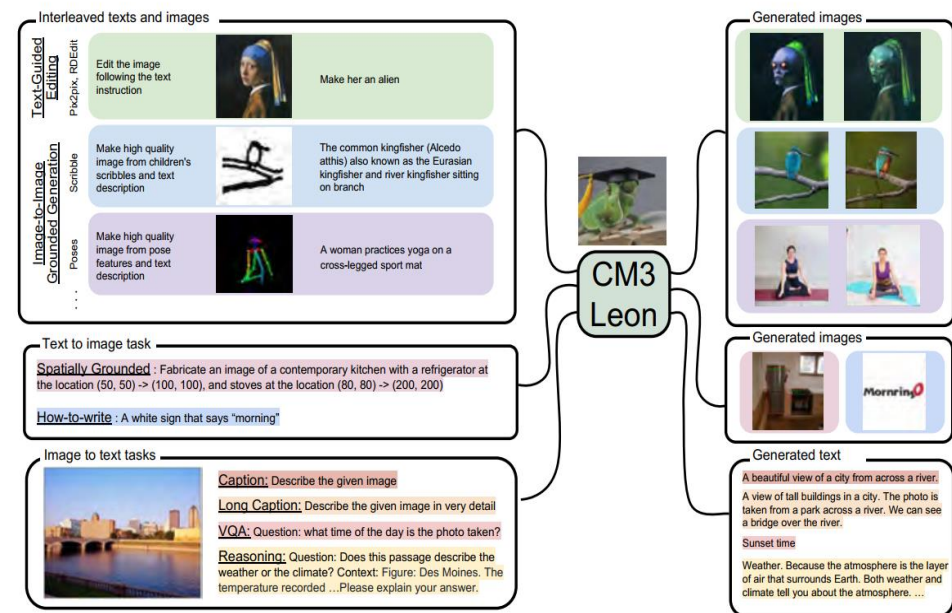 Interleaved texts and images
Text-Guided
Editing
Pix2pix, RDEdit
Edit the image
following the text
instruction
Make her an alien
Image-to-Image
Grounded Generation
Scribble
Make high quality
image from children's
scribbles and text
description
The common kingfisher (Alcedo
atthis) also known as the Eurasian
kingfisher and river kingfisher sitting
on branch
Poses
Make high quality
image from pose
features and text
description
A woman practices yoga on a
cross-legged sport mat
. . .
Text to image task
Spatially Grounded : Fabricate an image of a contemporary kitchen with a refrigerator at
the location (50, 50) -> (100, 100), and stoves at the location (80, 80) -> (200, 200)
How-to-write : A white sign that says “morning”
Image to text tasks
Caption: Describe the given image
Long Caption: Describe the given image in very detail
VQA: Question: what time of the day is the photo taken?
Reasoning: Question: Does this passage describe the
weather or the climate? Context: Figure: Des Moines. The
temperature recorded …Please explain your answer.
CM3
Leon
Generated images
Generated images
Mornring
Generated text
A beautiful view of a city from across a river.
A view of tall buildings in a city. The photo is
taken from a park across a river. We can see
a bridge over the river.
Sunset time
Weather. Because the atmosphere is the layer
of air that surrounds Earth. Both weather and
climate tell you about the atmosphere. …